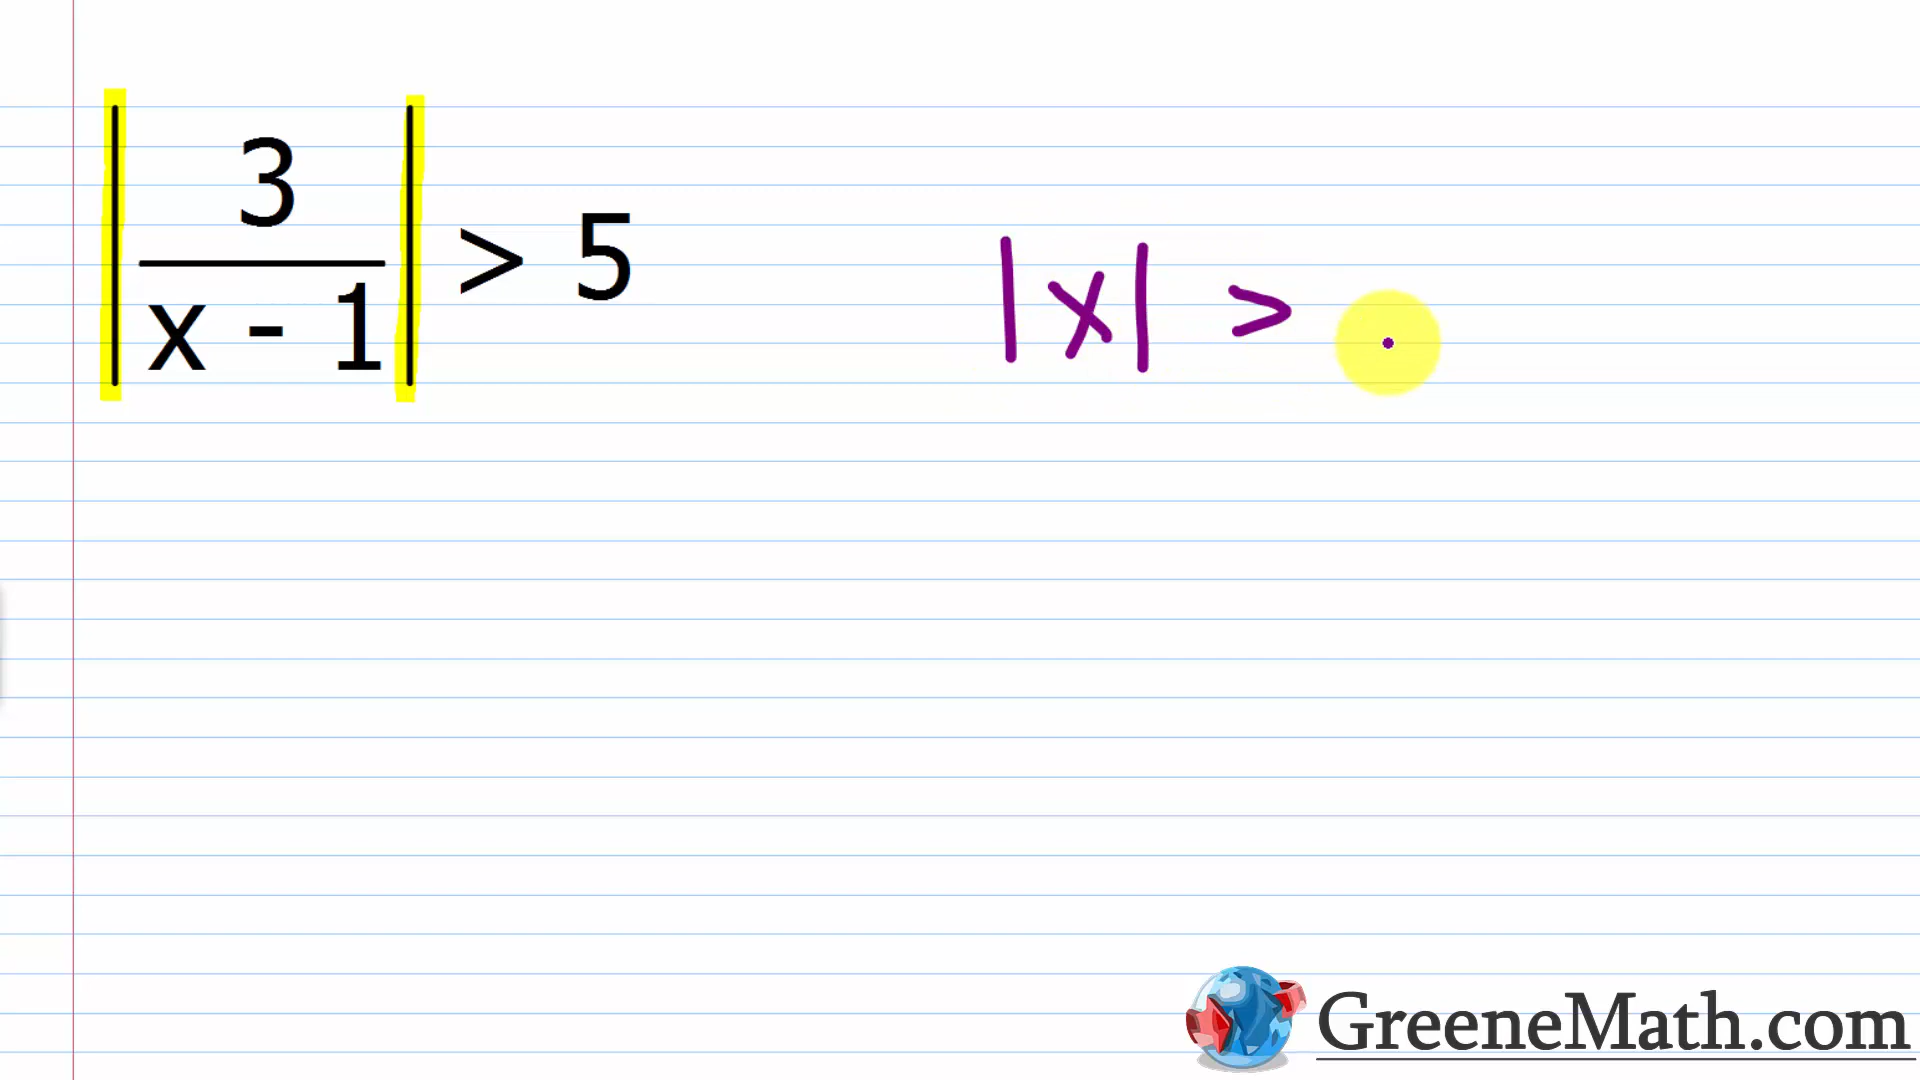 |3/(x - 1)| > 5
|x| >
GreeneMath.com